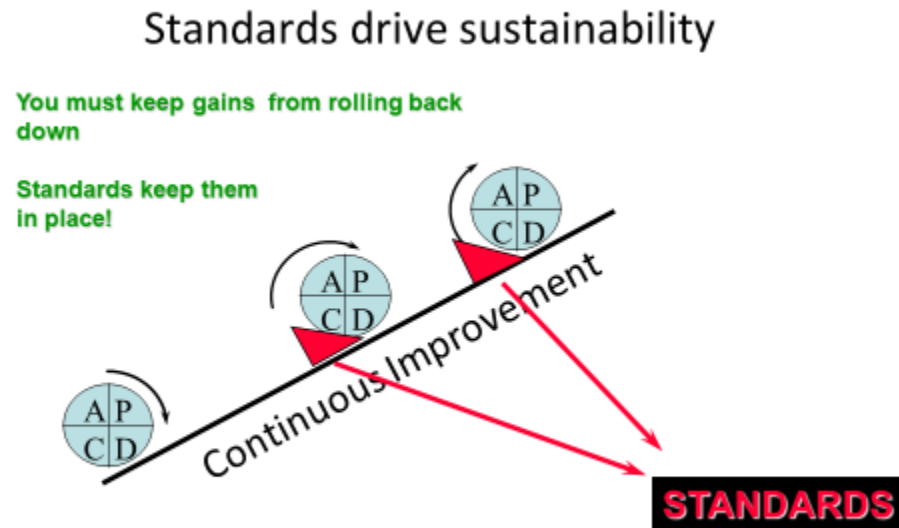 Standards drive sustainability
You must keep gains from rolling back
down
Standards keep them
in place!
A P
C D
A P
C D
A P
C D
Continuous Improvement
STANDARDS